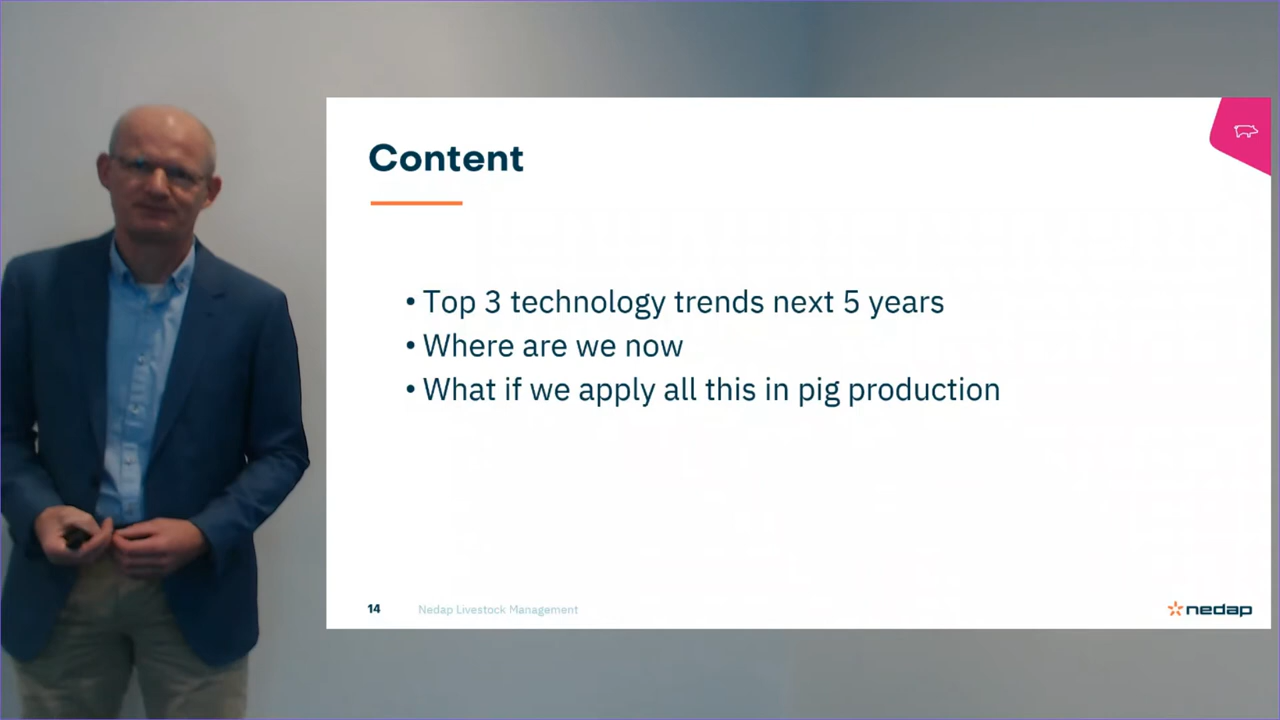 Content
• Top 3 technology trends next 5 years
• Where are we now
• What if we apply all this in pig production
14 Nedap Livestock Management
nedap